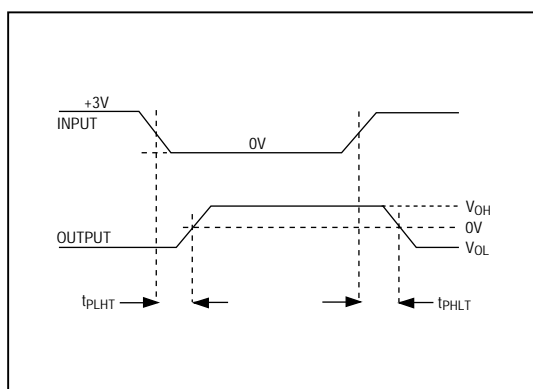 +3V
INPUT
0V
VOH
0V
OUTPUT
VOL
tPLHT
tPHLT